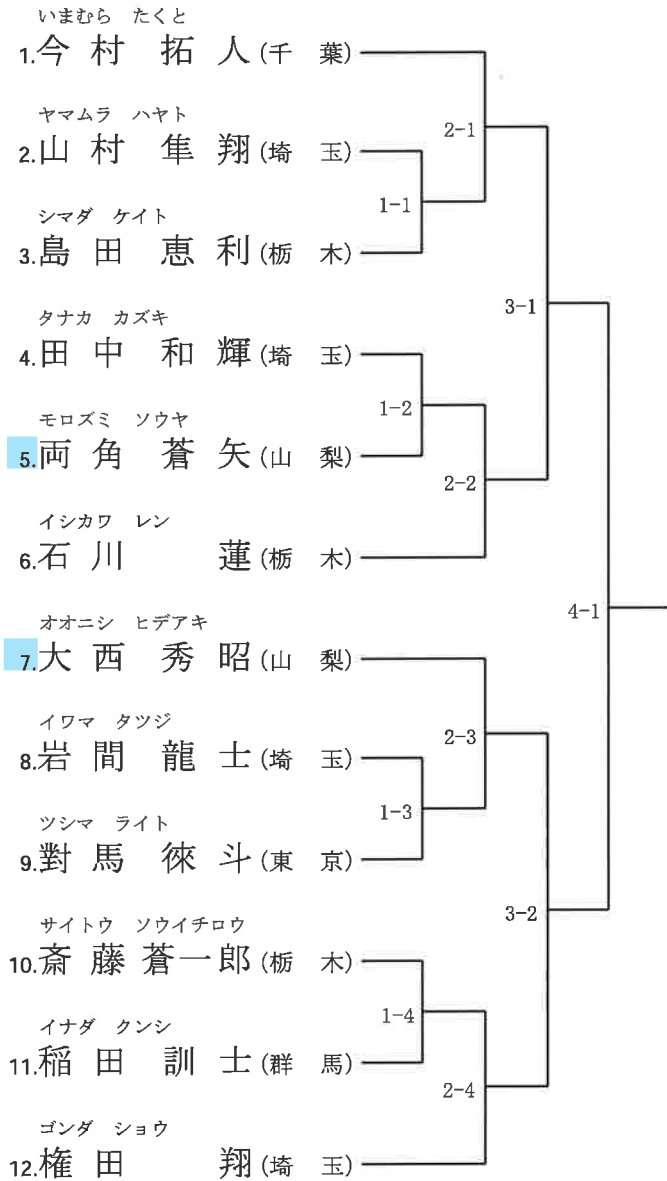 いまむら たくと
1.今村 拓人(千 葉)
2-1
ヤマムラ ハヤト
2.山村 隼翔(埼 玉)
1-1
シマダ ケイト
3.島田 恵利(栃 木)
3-1
タナカ カズキ
4.田中 和輝(埼 玉)
1-2
モロズミ ソウヤ
5.両角 蒼矢(山 梨)
2-2
イシカワ レン
6.石川 蓮(栃 木)
4-1
オオニシ ヒデアキ
7.大西 秀昭(山 梨)
2-3
イワマ タツジ
8.岩間 龍士(埼 玉)
1-3
ツシマ ライト
9.對馬 徠斗(東 京)
3-2
サイトウ ソウイチロウ
10.斎藤蒼一郎(栃 木)
1-4
イナダ クンシ
11.稲田 訓士(群 馬)
2-4
ゴンダ ショウ
12.権田 翔(埼 玉)